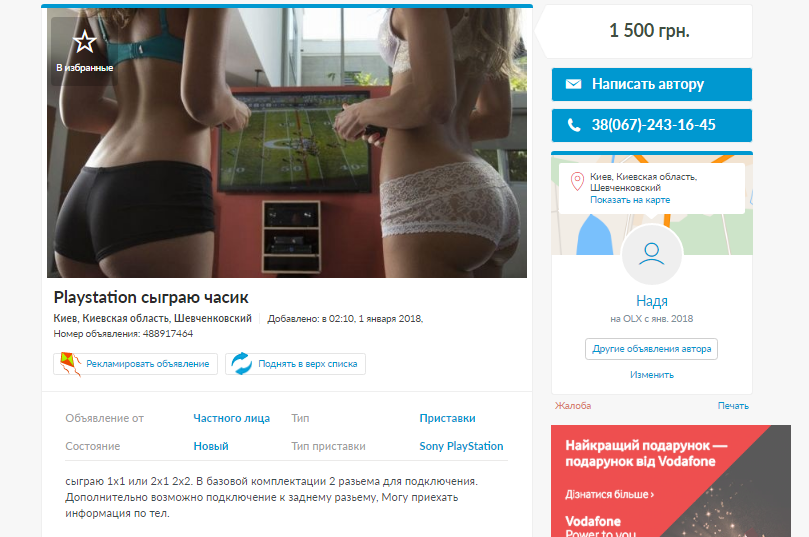 В избранные
1 500 грн.
Написать автору
38(067)-243-16-45
Киев, Киевская область,
Шевченковский
Показать на карте
Надя
на OLX с янв. 2018
Другие объявления автора
Изменить
Жалоба
Печать
Playstation сыграю часик
Киев, Киевская область, Шевченковский
Добавлено: в 02:10, 1 января 2018,
Номер объявления: 488917464
Рекламировать объявление
Поднять в верх списка
Объявление от Частного лица Тип Приставки
Состояние Новый Тип приставки Sony PlayStation
сыграю 1х1 или 2х1 2х2. В базовой комплектации 2 разьема для подключения.
Дополнительно возможно подключение к заднему разьему, Могу приехать
информация по тел.
Найкращий подарунок —
подарунок від Vodafone
Дізнатися більше ›
Vodafone
Power to you